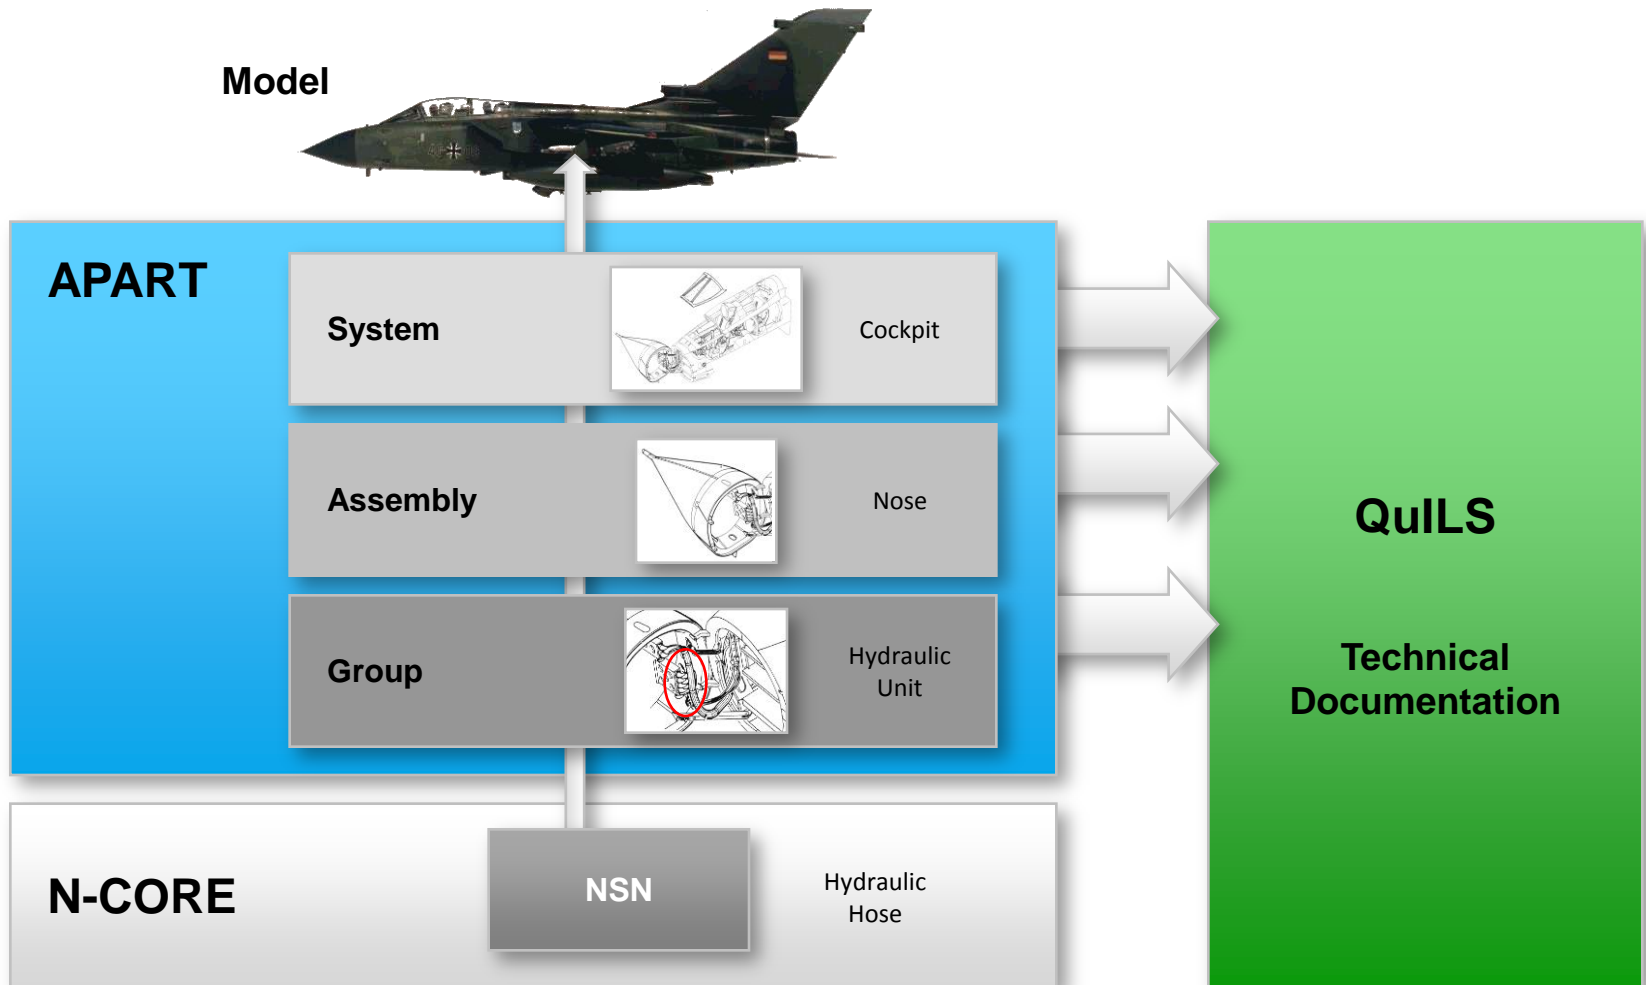 Model
APART
System
Cockpit
Assembly
Nose
QuILS
Group
Hydraulic
Unit
Technical
Documentation
N-CORE
NSN
Hydraulic
Hose